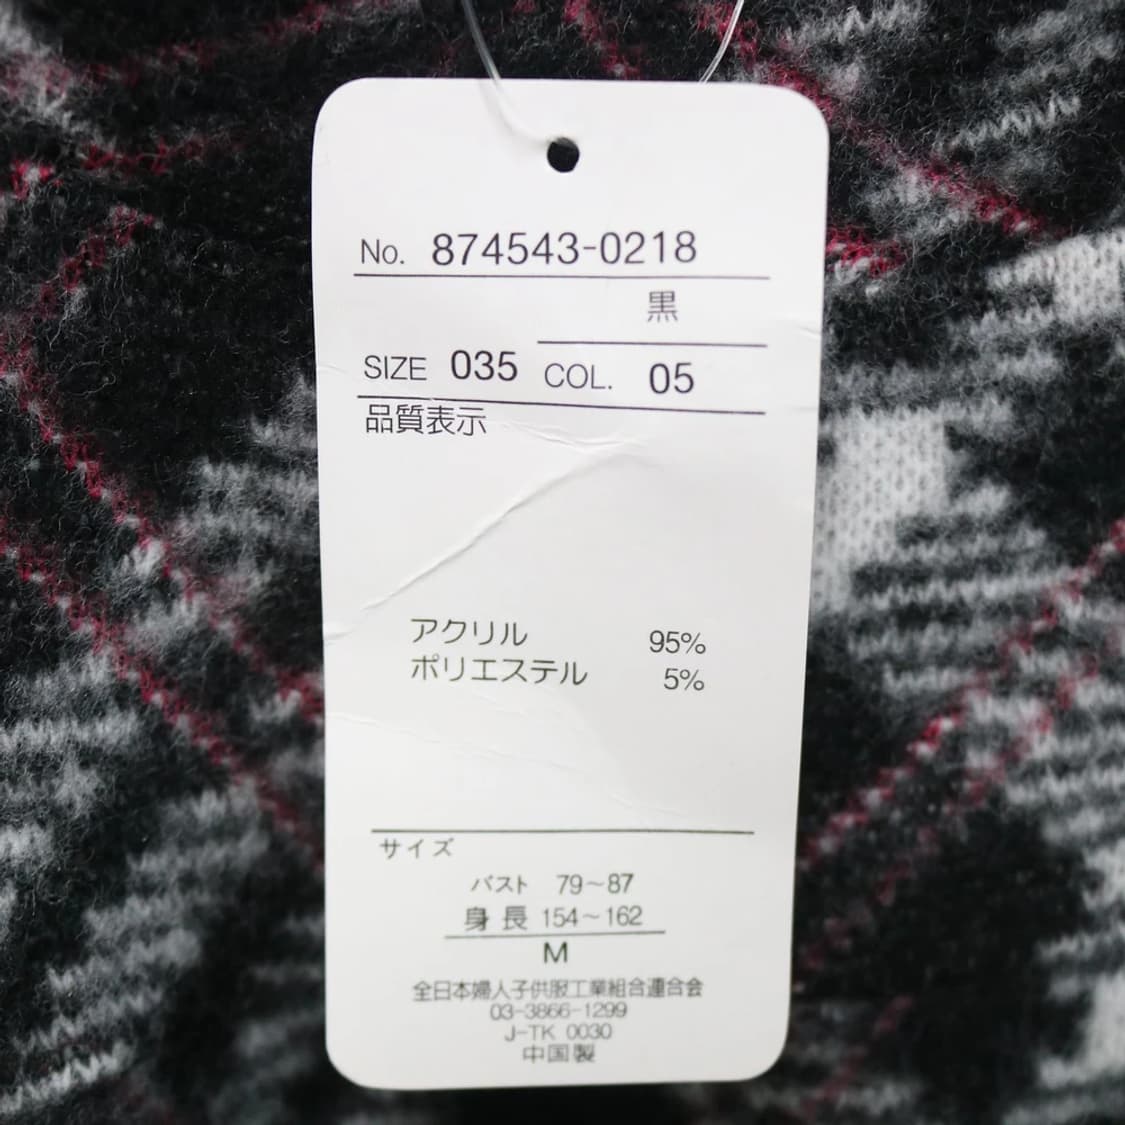 No. 874543-0218
黒
SIZE 035 COL. 05
品質表示
アクリル 95%
ポリエステル 5%
サイズ
バスト 79~87
身長 154~162
M
全日本婦人子供服工業組合連合会
03-3866-1299
J-TK 0030
中国製